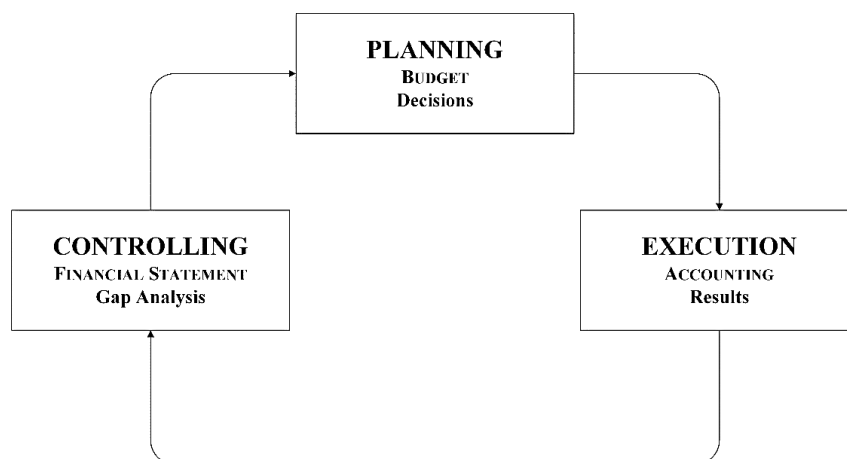 PLANNING
BUDGET
Decisions
CONTROLLING
FINANCIAL STATEMENT
Gap Analysis
EXECUTION
ACCOUNTING
Results